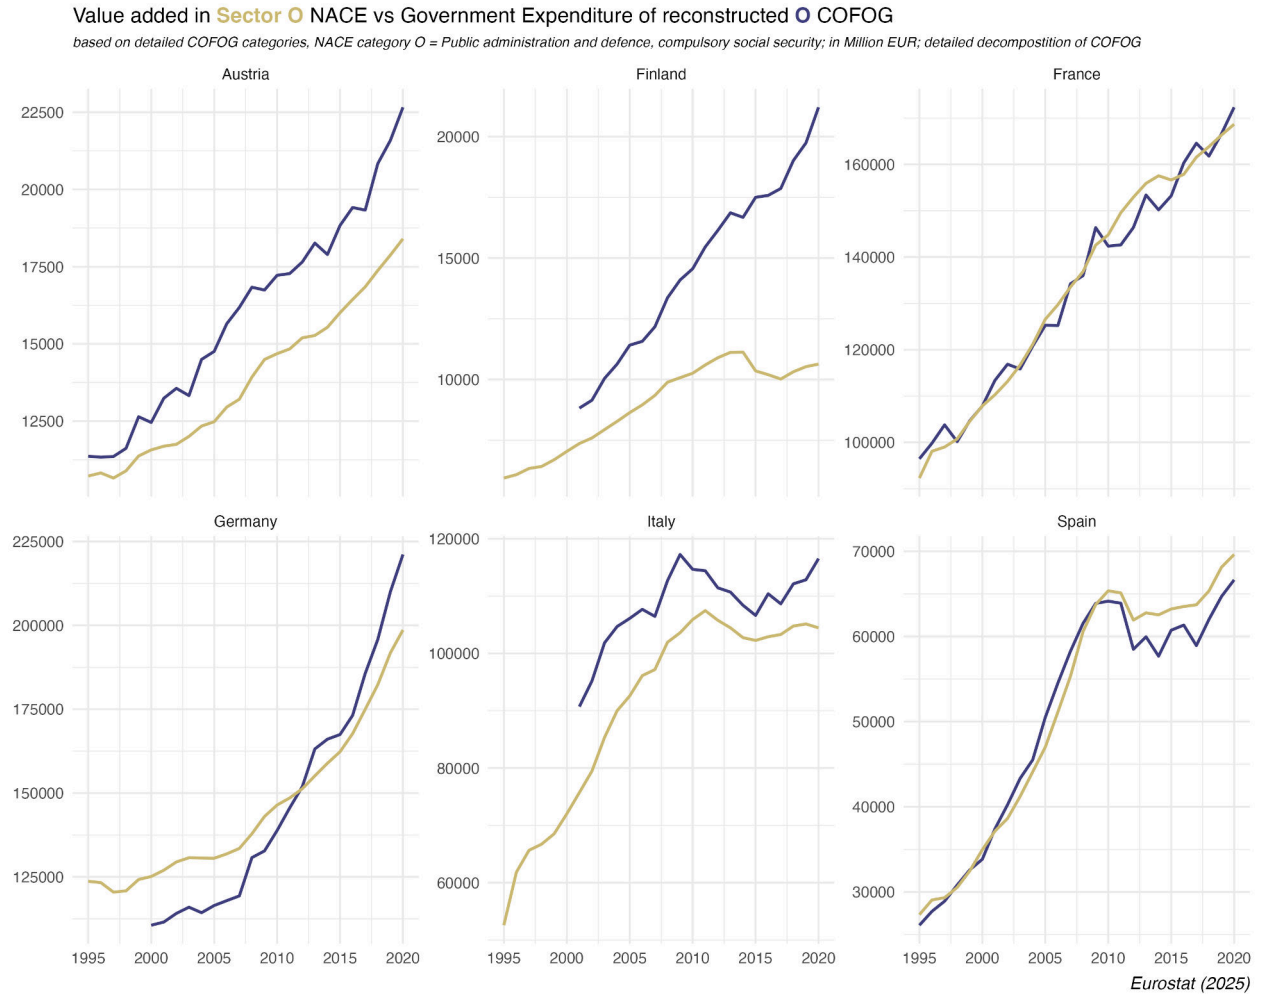 Value added in Sector O NACE vs Government Expenditure of reconstructed O COFOG
based on detailed COFOG categories, NACE category O = Public administration and defence, compulsory social security; in Million EUR; detailed decompostition of COFOG
Austria
Finland
France
22500
20000
17500
15000
12500
20000
15000
10000
160000
140000
120000
100000
Germany
Italy
Spain
225000
200000
175000
150000
125000
120000
100000
80000
60000
70000
60000
50000
40000
30000
1995 2000 2005 2010 2015 2020
1995 2000 2005 2010 2015 2020
1995 2000 2005 2010 2015 2020
Eurostat (2025)